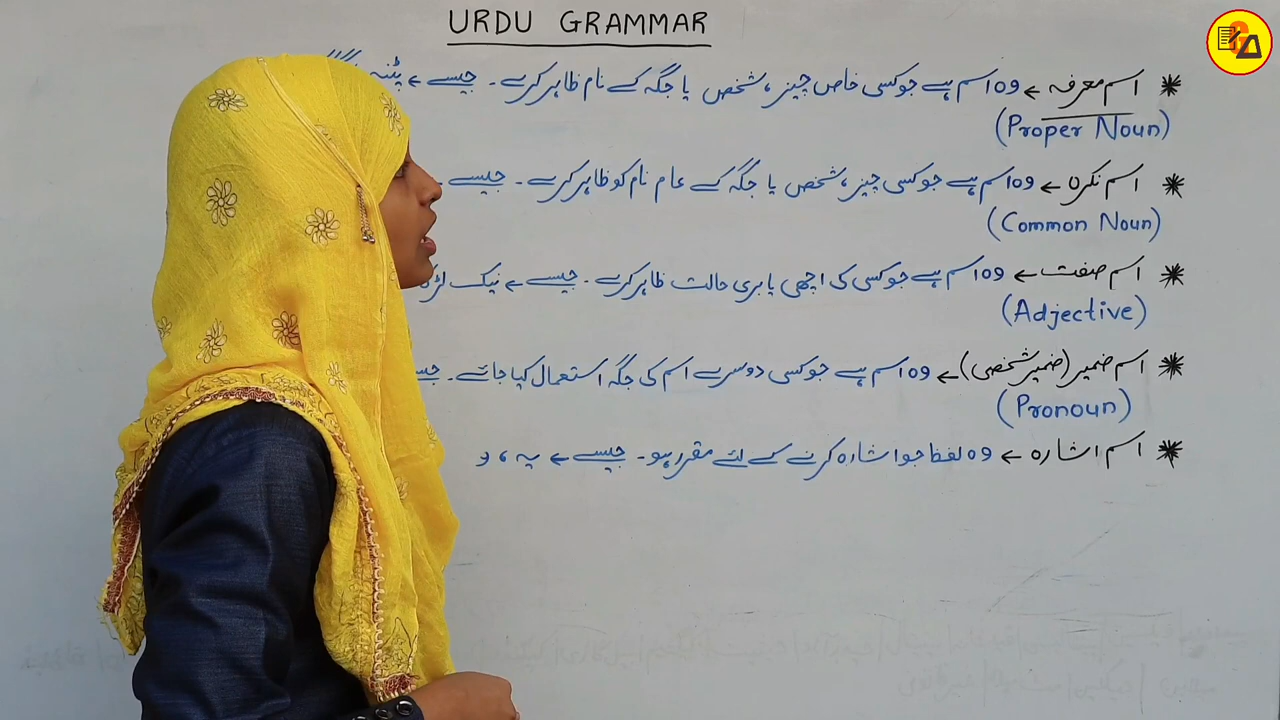 URDU GRAMMAR
اسم معرفہ ← وہ اسم ہے جو کسی خاص چیز، شخص یا جگہ کے نام ظاہر کرے۔ جیسے ← پٹنہ
(Proper Noun)
اسم نکرہ ← وہ اسم ہے جو کسی چیز، شخص یا جگہ کے عام نام کو ظاہر کرے۔ جیسے
(Common Noun)
اسم صفت ← وہ اسم ہے جو کسی کی اچھی یا بری حالت ظاہر کرے۔ جیسے ← نیک
(Adjective)
اسم ضمیر (ضمیر شخصی) ← وہ اسم ہے جو کسی دوسرے اسم کی جگہ استعمال کیا جائے۔
(Pronoun)
اسم اشارہ ← وہ لفظ جو اشارہ کرنے کے لئے مقرر ہو۔ جیسے ← یہ، و